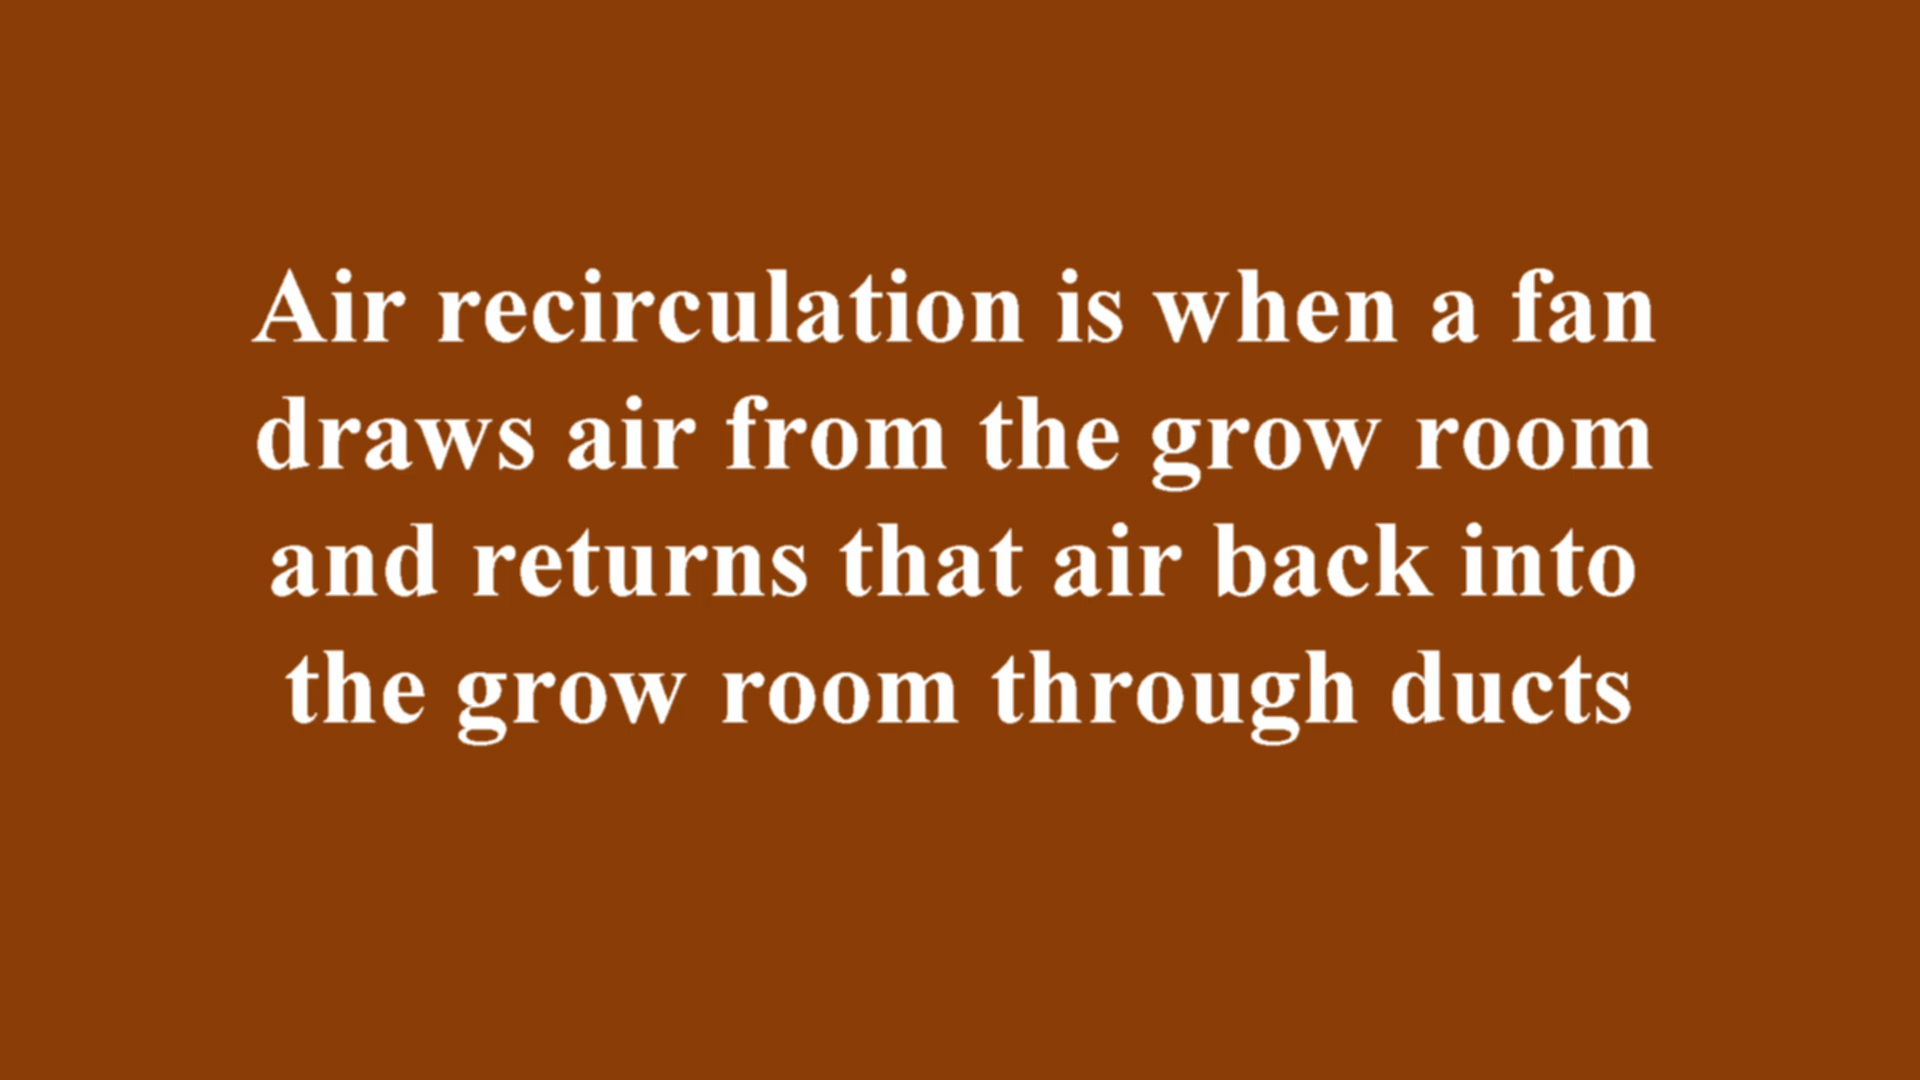 Air recirculation is when a fan
draws air from the grow room
and returns that air back into
the grow room through ducts